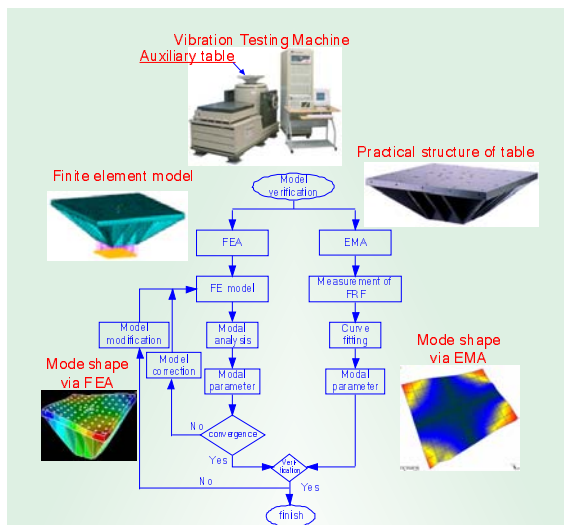 Vibration Testing Machine
Auxiliary table
Practical structure of table
Finite element model
Model
verification
FEA
EMA
FE model
Measurement of
FRF
Model
modification
Modal
analysis
Curve
fitting
Mode shape
via EMA
Mode shape
via FEA
Model
correction
Modal
parameter
Modal
parameter
No
convergence
Yes
Veri-
fication
No
Yes
finish